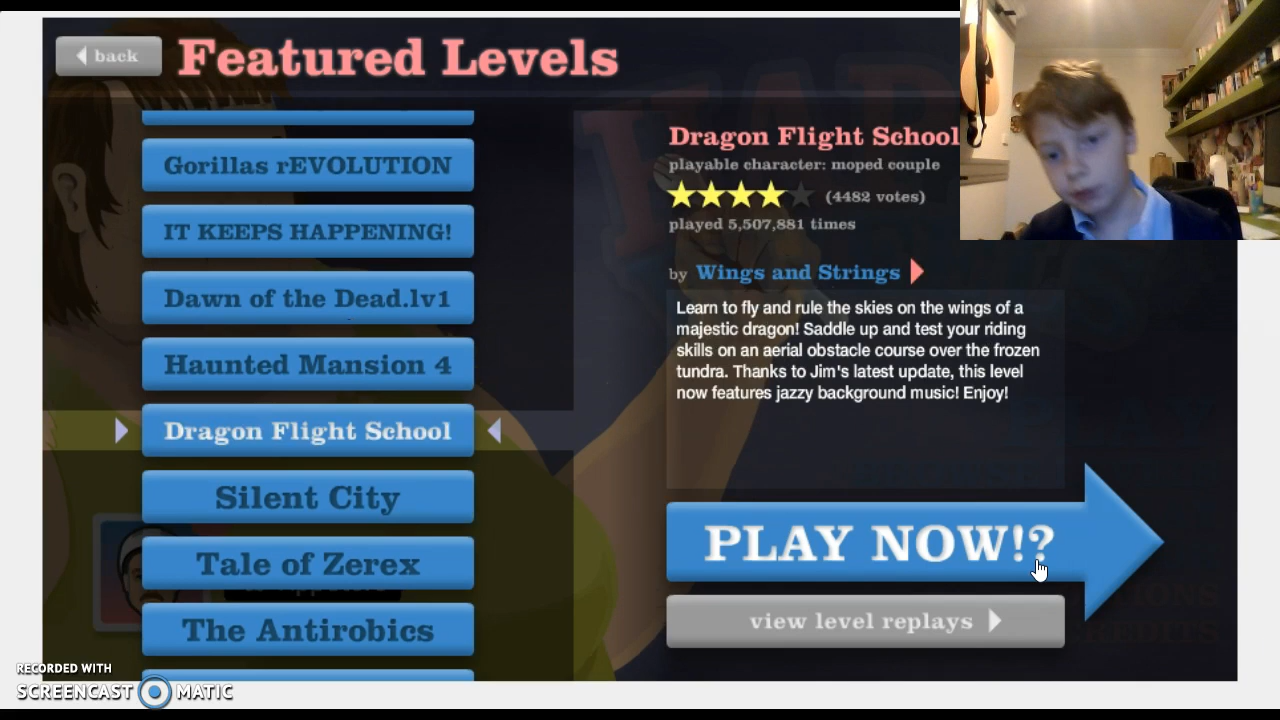 back
Featured Levels
Gorillas rEVOLUTION
IT KEEPS HAPPENING!
Dawn of the Dead.lv1
Haunted Mansion 4
Dragon Flight School
Silent City
Tale of Zerex
The Antirobics
Dragon Flight School
playable character: moped couple
(4482 votes)
played 5,507,881 times
by Wings and Strings
Learn to fly and rule the skies on the wings of a
majestic dragon! Saddle up and test your riding
skills on an aerial obstacle course over the frozen
tundra. Thanks to Jim's latest update, this level
now features jazzy background music! Enjoy!
PLAY NOW!?
view level replays
RECORDED WITH
SCREENCAST MATIC